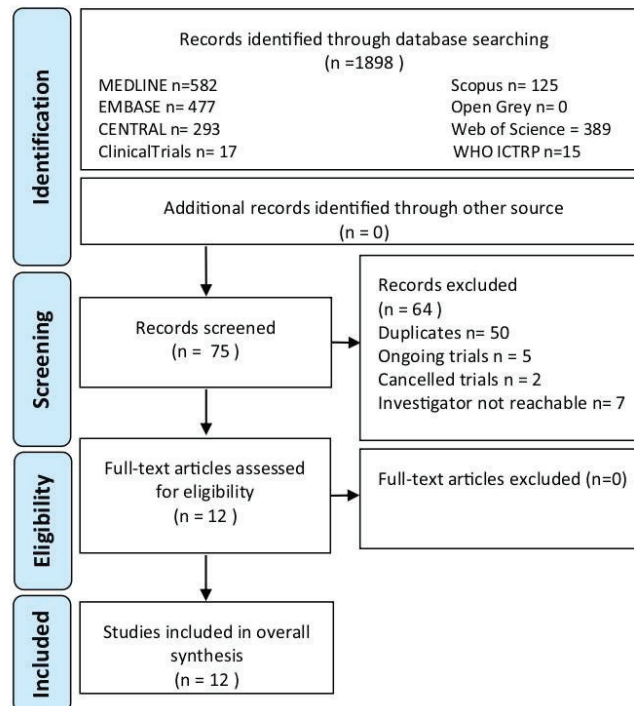 Identification
Records identified through database searching
(n =1898 )
MEDLINE n=582
EMBASE n= 477
CENTRAL n= 293
ClinicalTrials n= 17
Scopus n= 125
Open Grey n= 0
Web of Science = 389
WHO ICTRP n=15
Additional records identified through other source
(n = 0)
Screening
Records screened
(n = 75 )
Records excluded
(n = 64 )
Duplicates n= 50
Ongoing trials n = 5
Cancelled trials n = 2
Investigator not reachable n= 7
Eligibility
Full-text articles assessed
for eligibility
(n = 12 )
Full-text articles excluded (n=0)
Included
Studies included in overall
synthesis
(n = 12 )